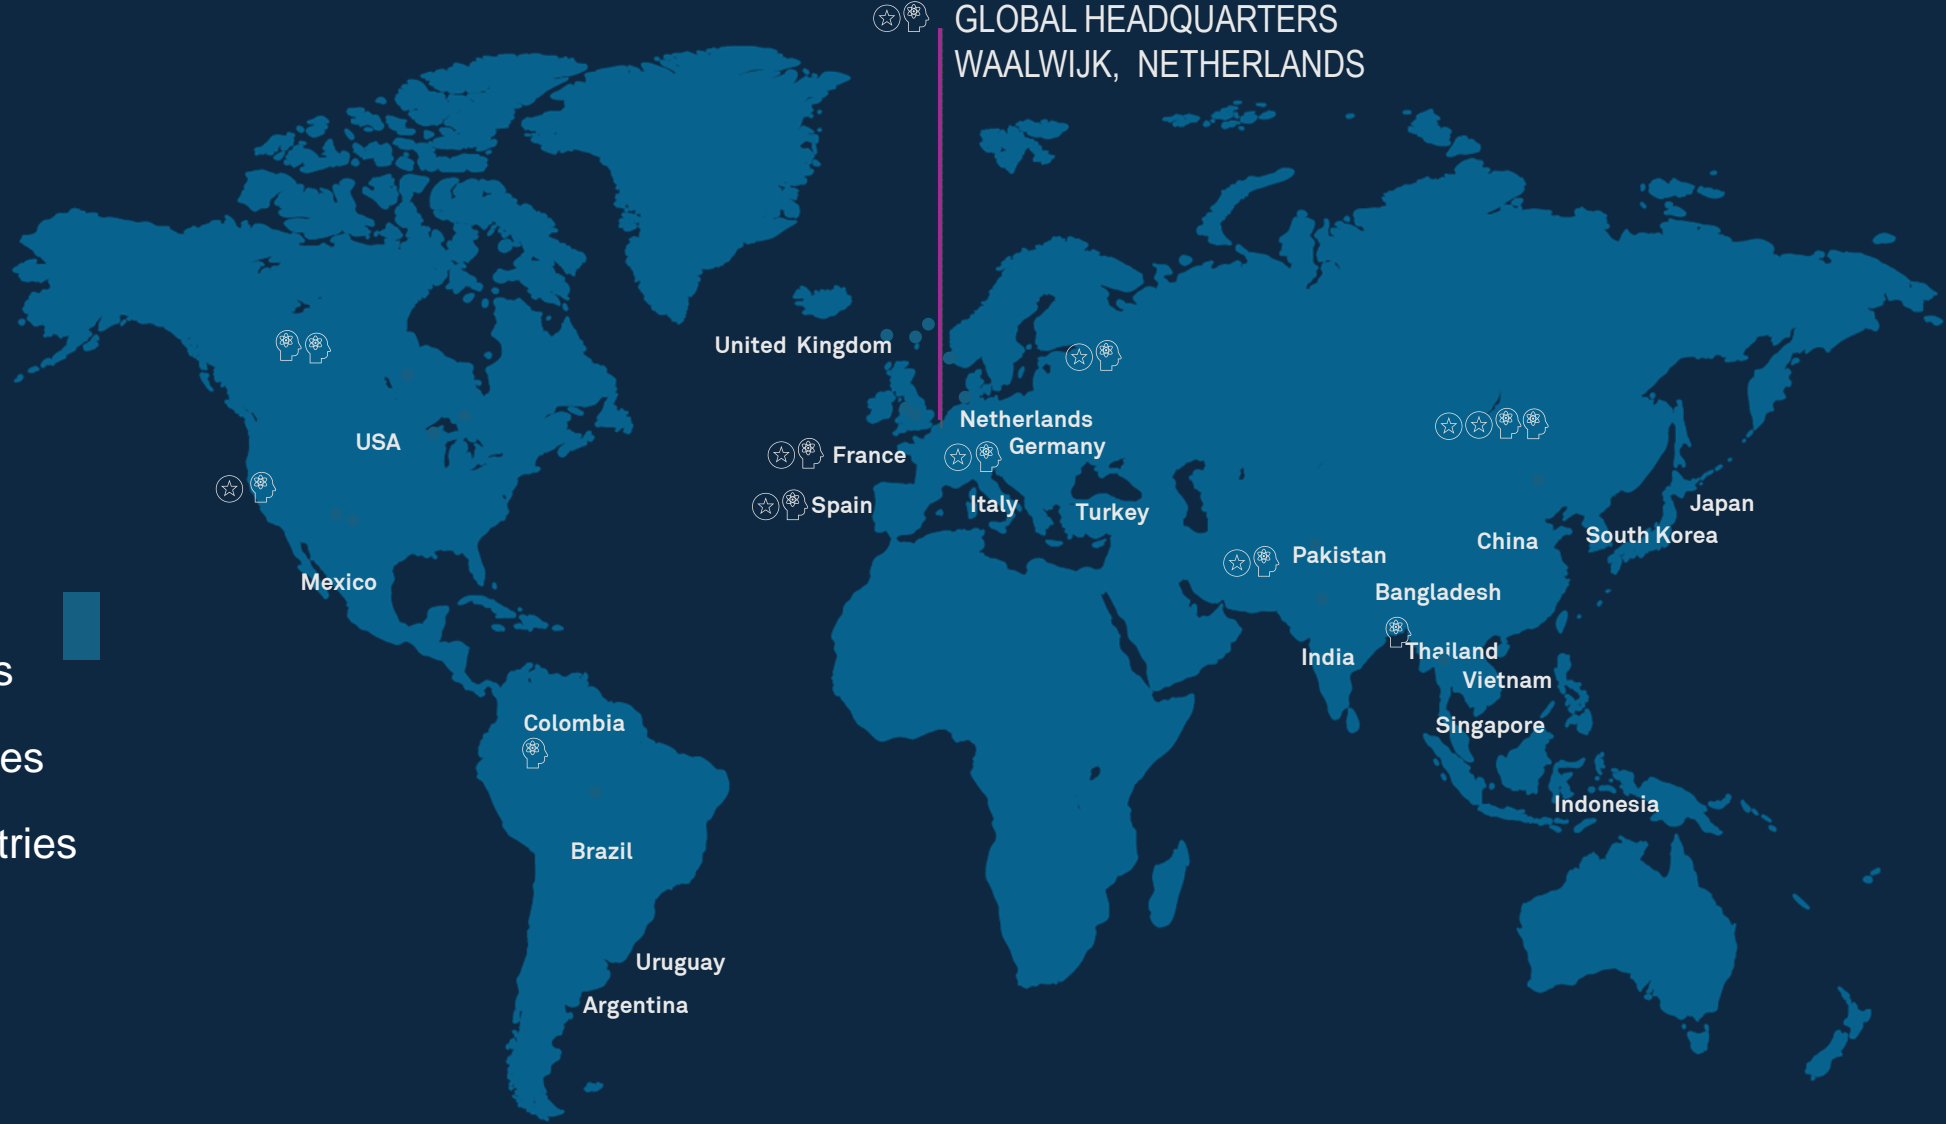 GLOBAL HEADQUARTERS
WAALWIJK, NETHERLANDS
United Kingdom
Netherlands
Germany
USA
France
Spain
Italy
Turkey
Japan
South Korea
China
Pakistan
Mexico
Bangladesh
Thailand
India
s
Vietnam
Colombia
Singapore
es
Indonesia
tries
Brazil
Uruguay
Argentina